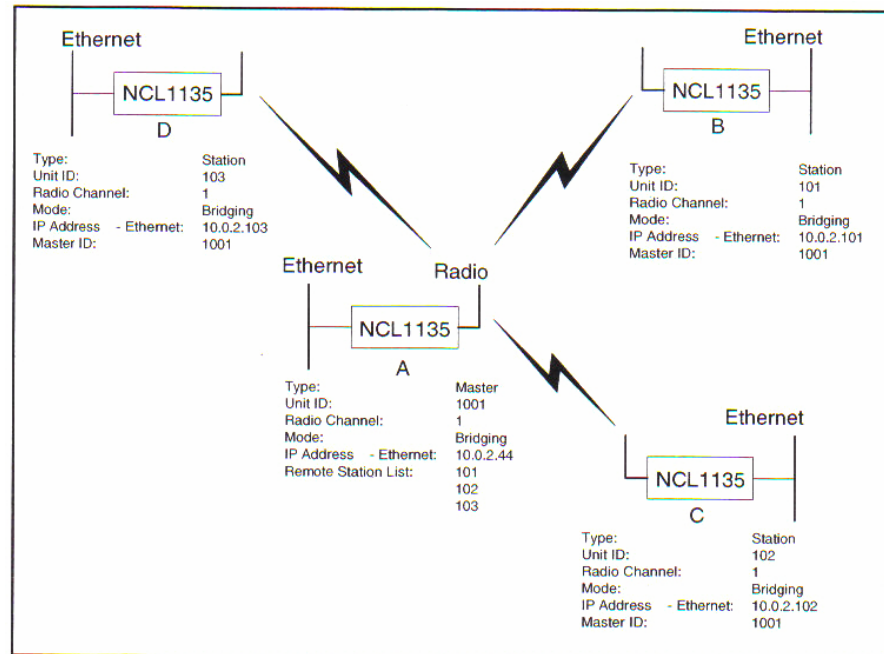 Ethernet
NCL1135
D
Type: Station
Unit ID: 103
Radio Channel: 1
Mode: Bridging
IP Address - Ethernet: 10.0.2.103
Master ID: 1001
Ethernet
NCL1135
B
Type: Station
Unit ID: 101
Radio Channel: 1
Mode: Bridging
IP Address - Ethernet: 10.0.2.101
Master ID: 1001
Ethernet
Radio
NCL1135
A
Type: Master
Unit ID: 1001
Radio Channel: 1
Mode: Bridging
IP Address - Ethernet: 10.0.2.44
Remote Station List: 101
102
103
Ethernet
NCL1135
C
Type: Station
Unit ID: 102
Radio Channel: 1
Mode: Bridging
IP Address - Ethernet: 10.0.2.102
Master ID: 1001